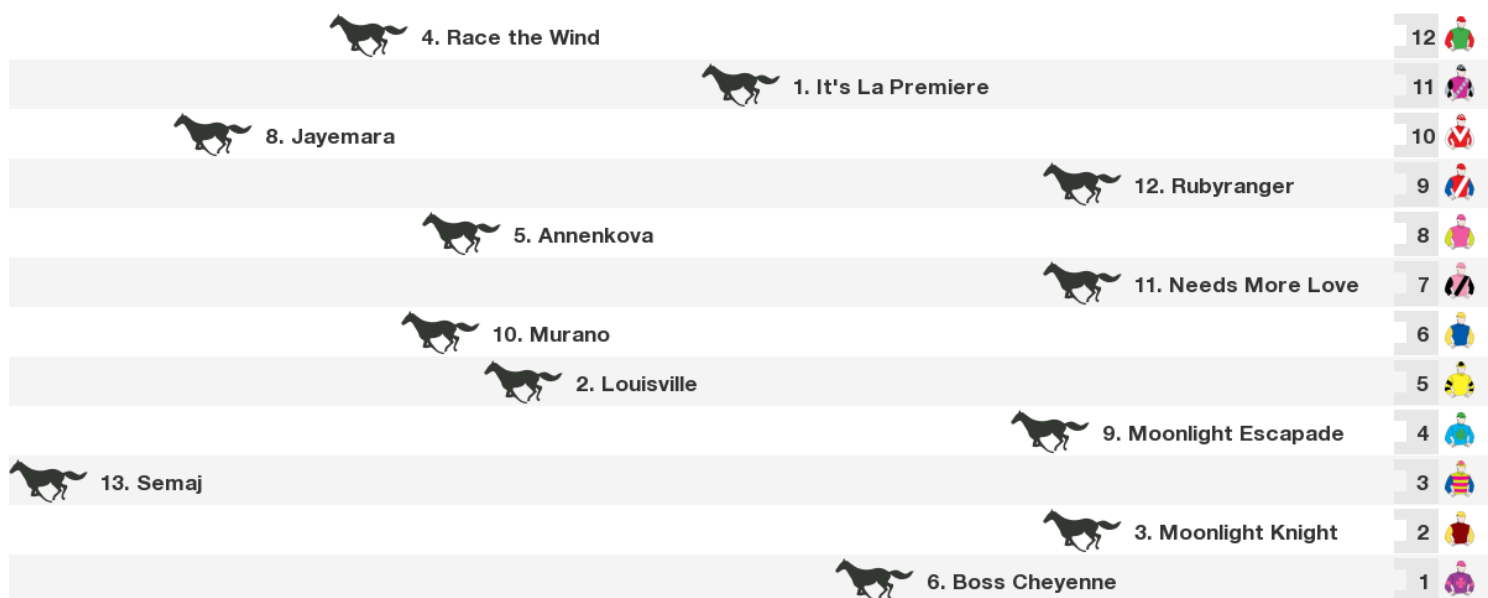 4. Race the Wind 12
1. It's La Premiere 11
8. Jayemara 10
12. Rubyranger 9
5. Annenkova 8
11. Needs More Love 7
10. Murano 6
2. Louisville 5
9. Moonlight Escapade 4
13. Semaj 3
3. Moonlight Knight 2
6. Boss Cheyenne 1